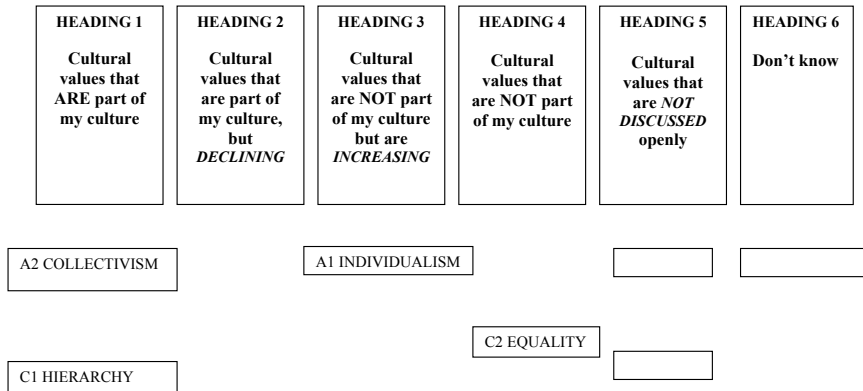 HEADING 1
Cultural
values that
ARE part of
my culture
HEADING 2
Cultural
values that
are part of
my culture,
but
DECLINING
HEADING 3
Cultural
values that
are NOT part
of my culture
but are
INCREASING
HEADING 4
Cultural
values that
are NOT part
of my culture
HEADING 5
Cultural
values that
are NOT
DISCUSSED
openly
HEADING 6
Don’t know
A2 COLLECTIVISM
A1 INDIVIDUALISM
C2 EQUALITY
C1 HIERARCHY